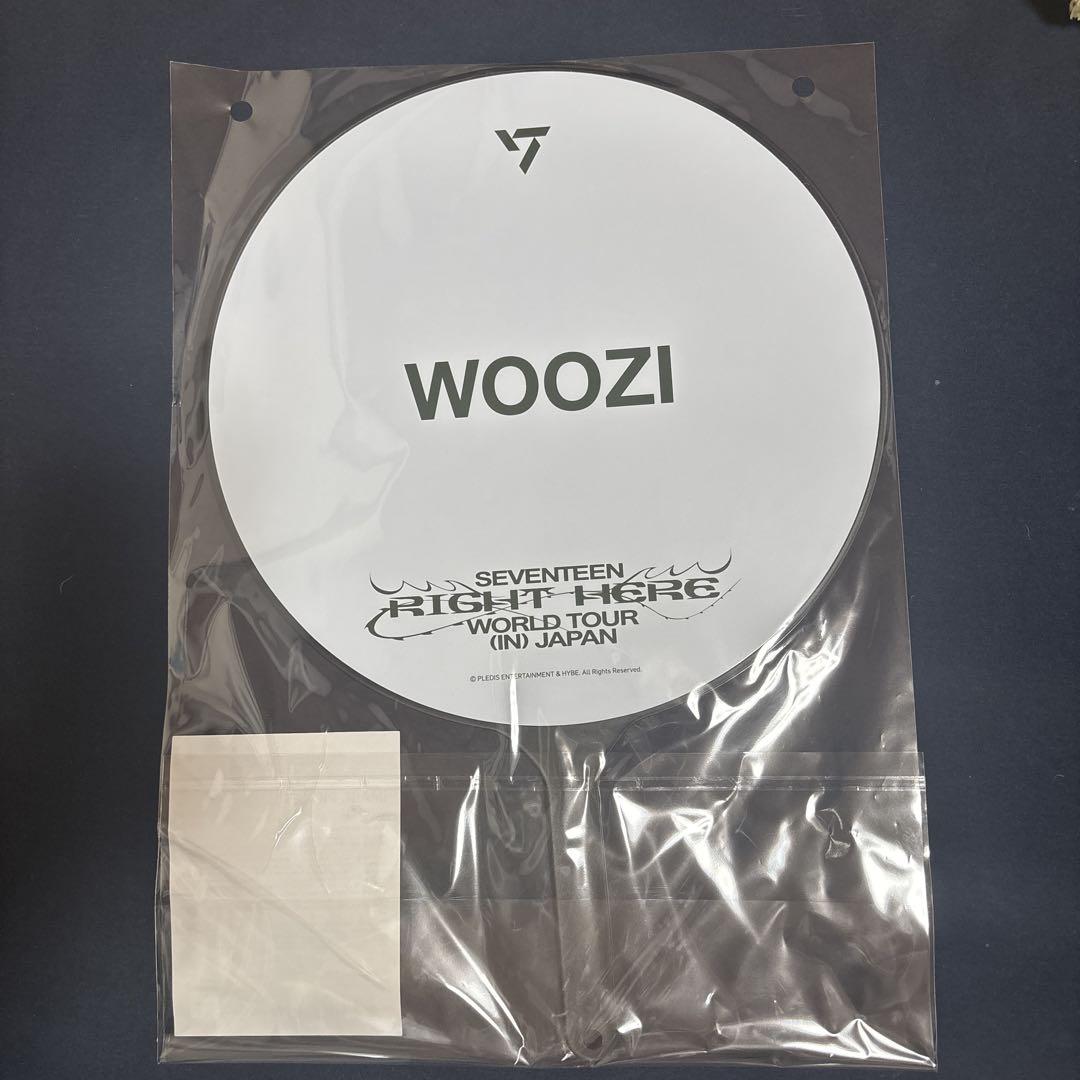 WOOZI
SEVENTEEN
RIGHT HERE
WORLD TOUR
(IN) JAPAN
© PLEDIS ENTERTAINMENT & HYBE. All Rights Reserved.